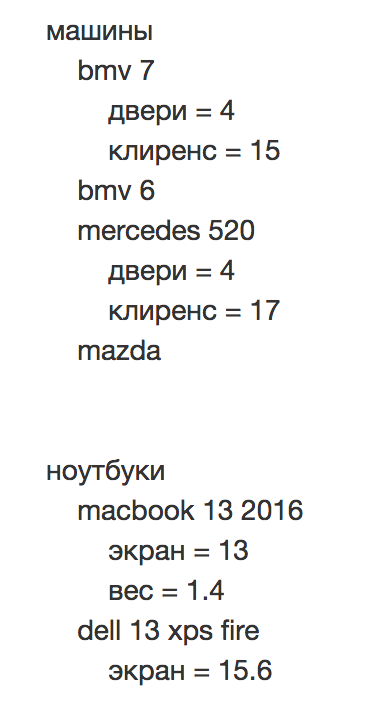 машины
bmv 7
двери = 4
клиренс = 15
bmv 6
mercedes 520
двери = 4
клиренс = 17
mazda
ноутбуки
macbook 13 2016
экран = 13
вес = 1.4
dell 13 xps fire
экран = 15.6